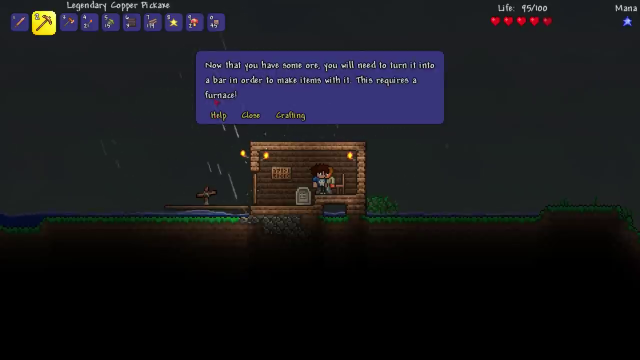 Legendary Copper Pickaxe
Life: 95/100
Mana
Now that you have some ore, you will need to turn it into
a bar in order to make items with it. This requires a
furnace!
Help Close Crafting